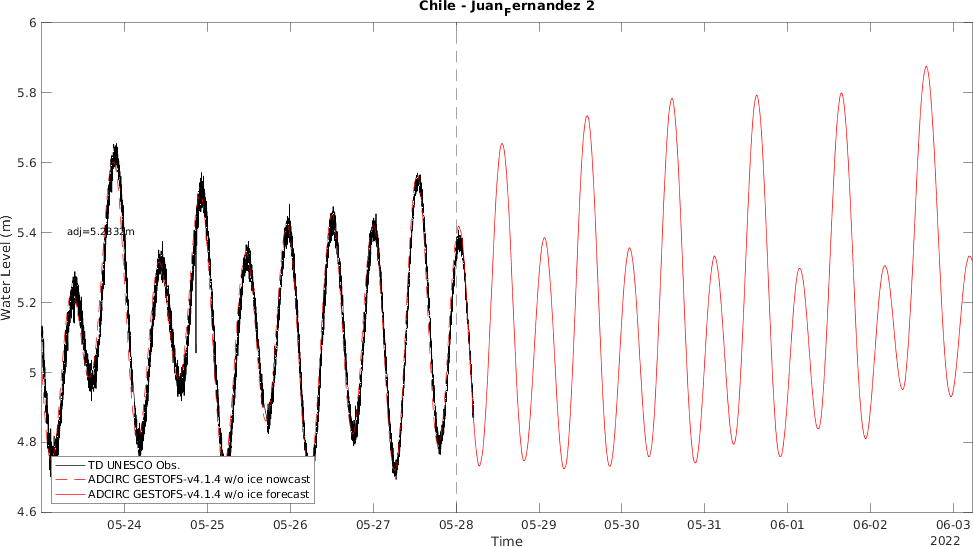 Chile - Juan_Fernandez 2
Water Level (m)
6
5.8
5.6
5.4
5.2
5
4.8
4.6
adj=5.2832m
TD UNESCO Obs.
ADCIRC GESTOFS-v4.1.4 w/o ice nowcast
ADCIRC GESTOFS-v4.1.4 w/o ice forecast
05-24 05-25 05-26 05-27 05-28 05-29 05-30 05-31 06-01 06-02 06-03
Time
2022